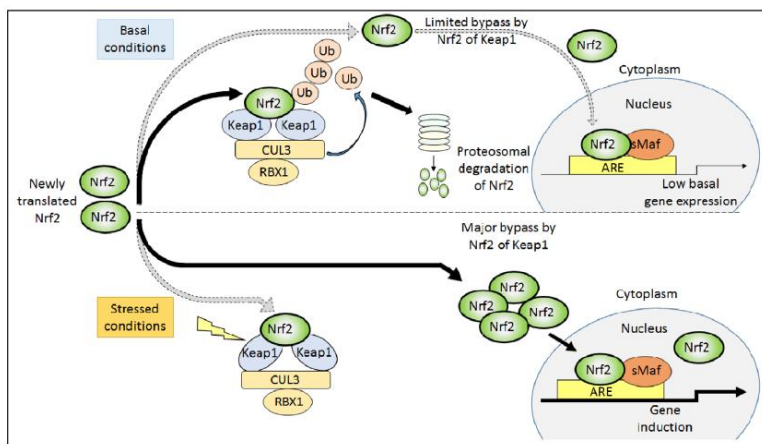 Basal
conditions
Nrf2
Limited bypass by
Nrf2 of Keap1
Nrf2
Cytoplasm
Nucleus
Nrf2
sMaf
ARE
Low basal
gene expression
Ub
Ub
Ub
Ub
Nrf2
Keap1
Keap1
CUL3
RBX1
Proteosomal
degradation
of Nrf2
Newly
translated
Nrf2
Nrf2
Nrf2
Major bypass by
Nrf2 of Keap1
Stressed
conditions
Nrf2
Keap1
Keap1
CUL3
RBX1
Nrf2
Nrf2
Nrf2
Nrf2
Cytoplasm
Nucleus
Nrf2
Nrf2
sMaf
ARE
Gene
induction